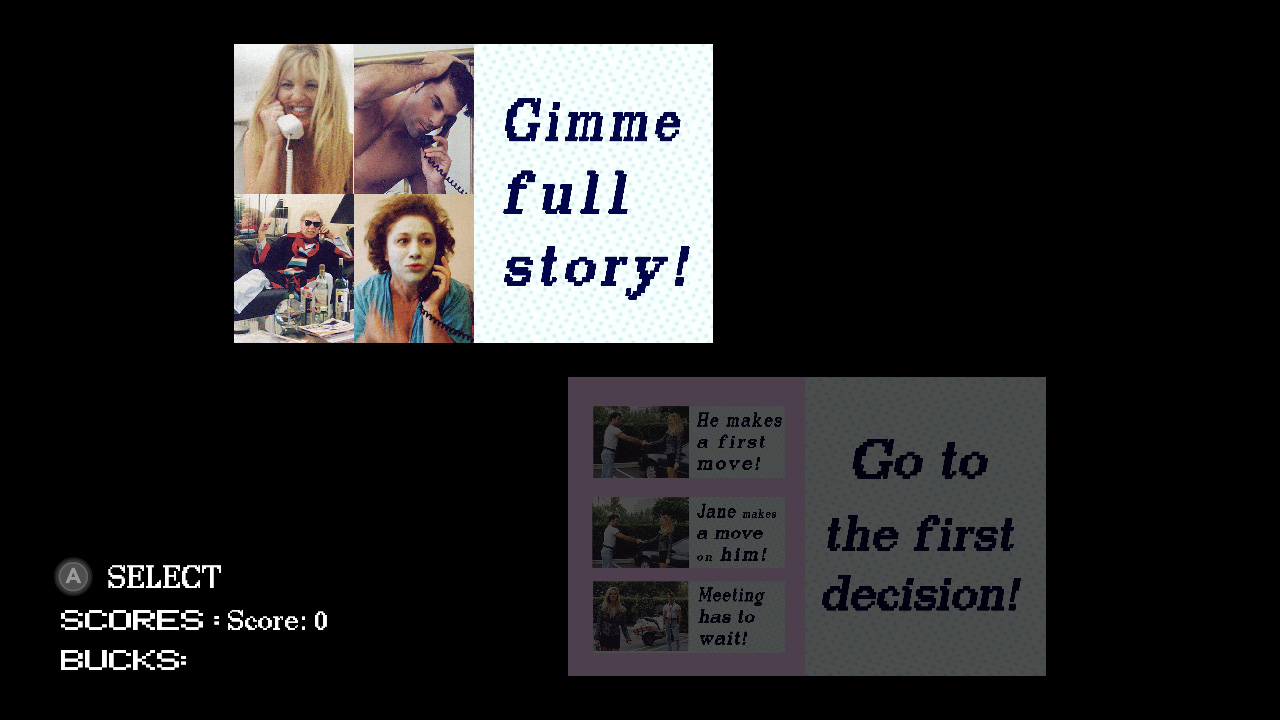 Gimme
full
story!
He makes
a first
move!
Jane makes
a move
on him!
Meeting
has to
wait!
Go to
the first
decision!
A SELECT
SCORES : Score: 0
BUCKS: